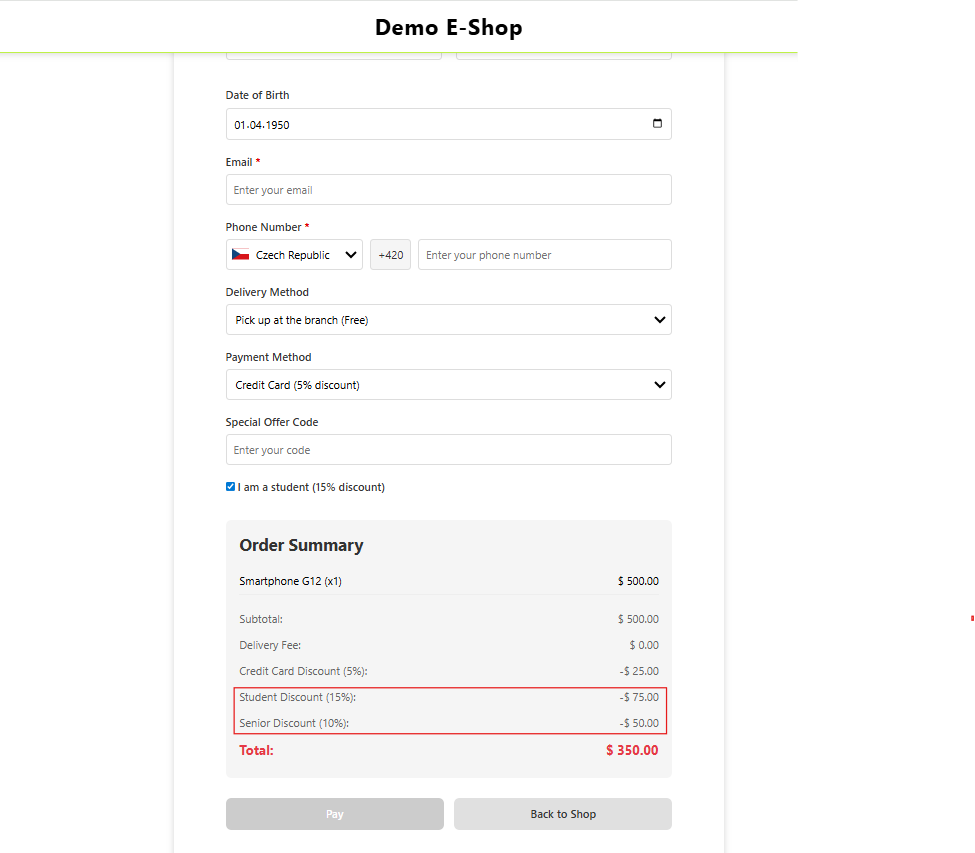 Demo E-Shop
Date of Birth
01.04.1950
Email *
Enter your email
Phone Number *
Czech Republic +420 Enter your phone number
Delivery Method
Pick up at the branch (Free)
Payment Method
Credit Card (5% discount)
Special Offer Code
Enter your code
I am a student (15% discount)
Order Summary
Smartphone G12 (x1) $ 500.00
Subtotal: $ 500.00
Delivery Fee: $ 0.00
Credit Card Discount (5%): -$ 25.00
Student Discount (15%): -$ 75.00
Senior Discount (10%): -$ 50.00
Total: $ 350.00
Pay Back to Shop